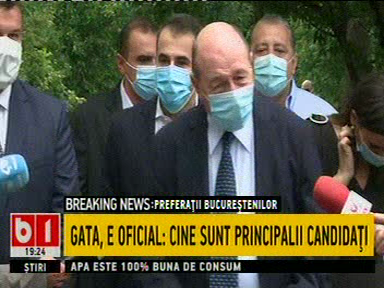 BREAKING NEWS: PREFERAȚII BUCUREȘTENILOR
b1
GATA, E OFICIAL: CINE SUNT PRINCIPALII CANDIDAȚI
19:24
ȘTIRI APA ESTE 100% BUNA DE CONSUM